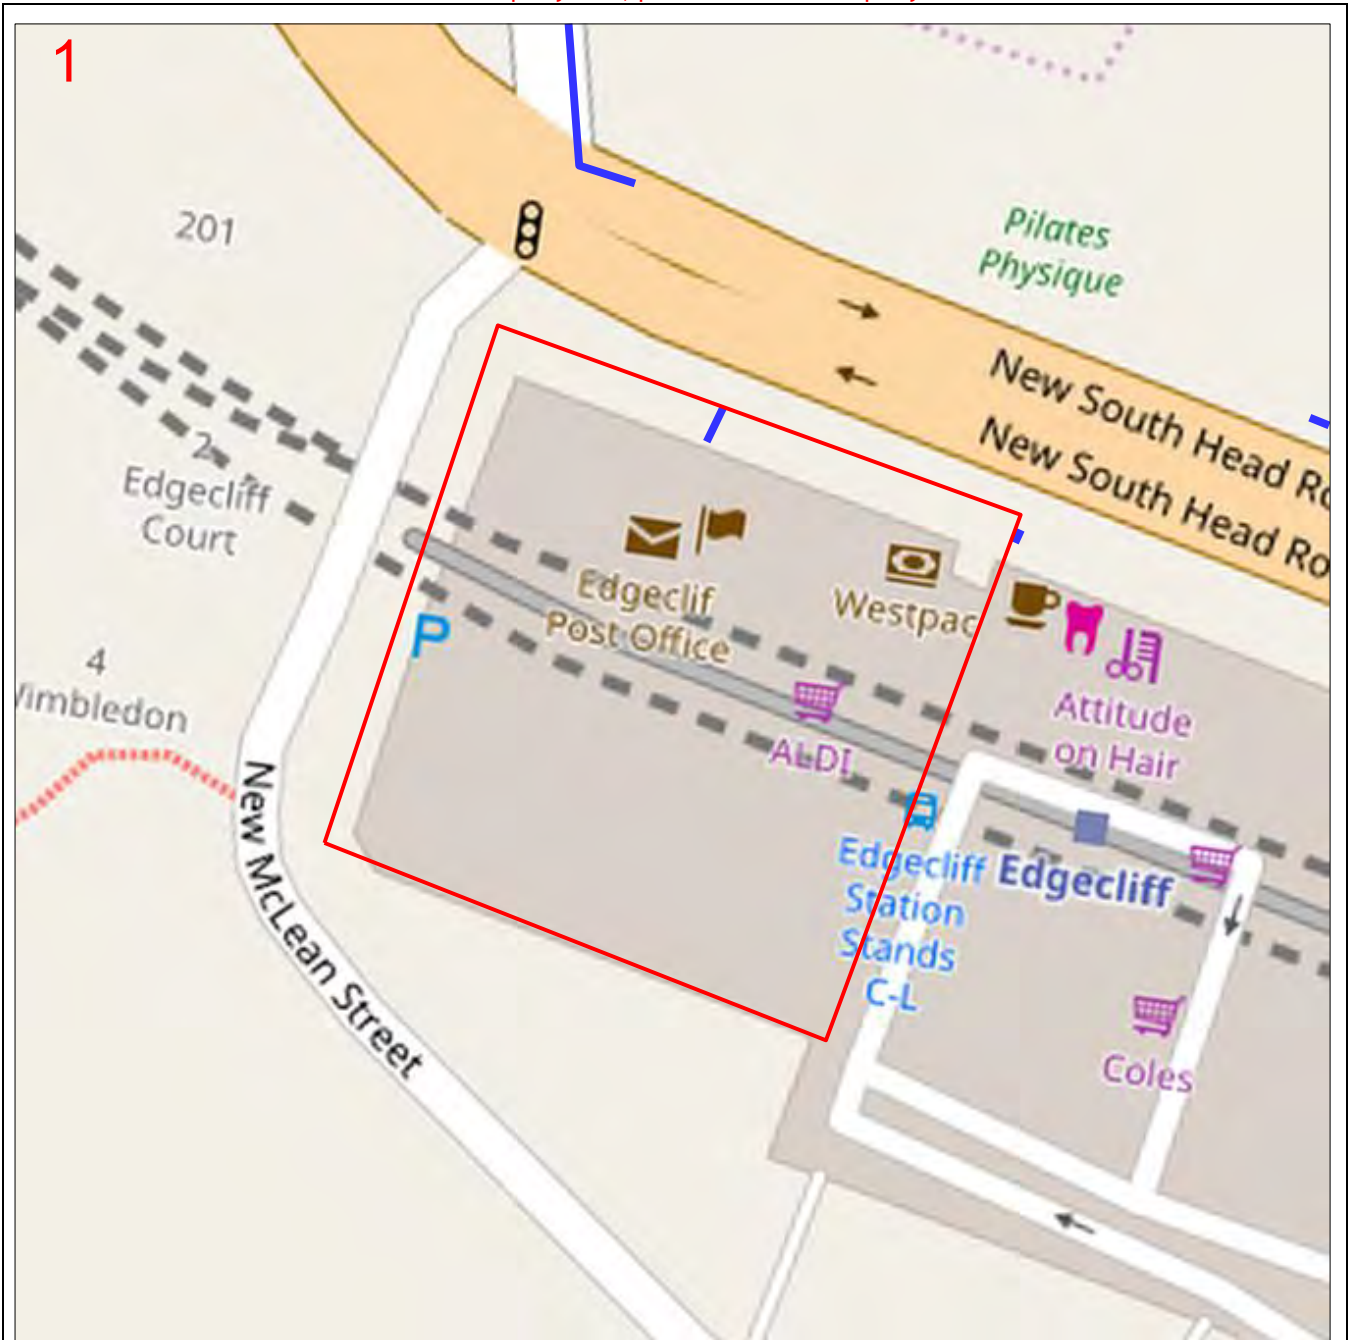 1
201
Pilates
Physique
New South Head Ro
New South Head Ro
2
Edgecliff
Court
Edgeclif
Post Office
Westpac
P
4
Wimbledon
ALDI
Attitude
on Hair
Edgecliff
Station
Stands
C-L
Edgecliff
New McLean Street
Coles